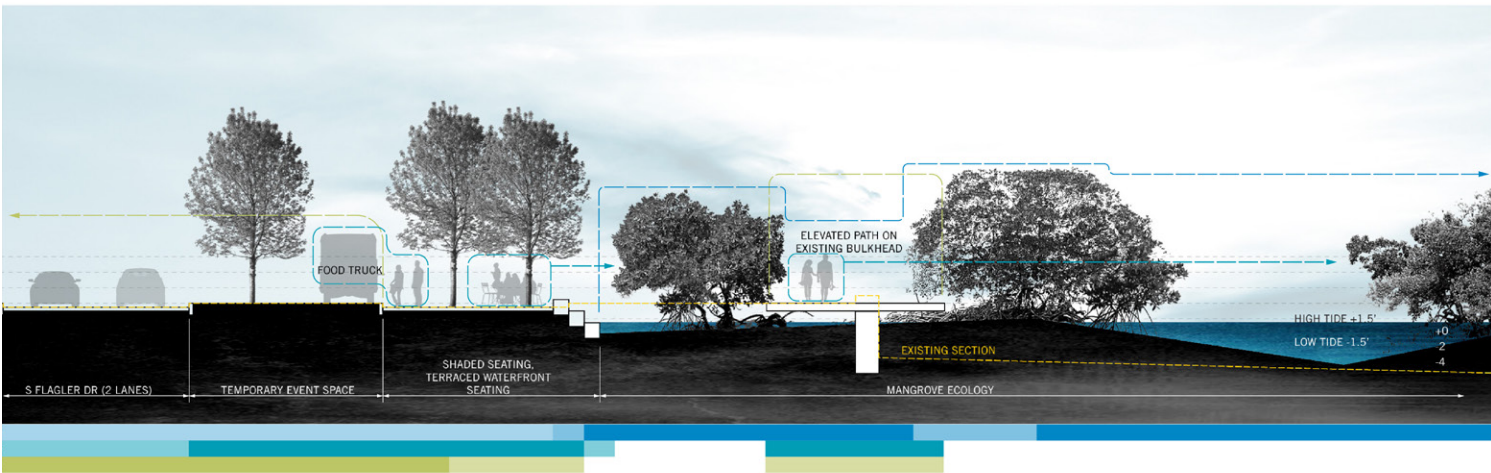 ELEVATED PATH ON
EXISTING BULKHEAD
FOOD TRUCK
HIGH TIDE +1.5'
+0
LOW TIDE -1.5'
2
-4
EXISTING SECTION
SHADED SEATING,
TERRACED WATERFRONT
SEATING
S FLAGLER DR (2 LANES)
TEMPORARY EVENT SPACE
MANGROVE ECOLOGY